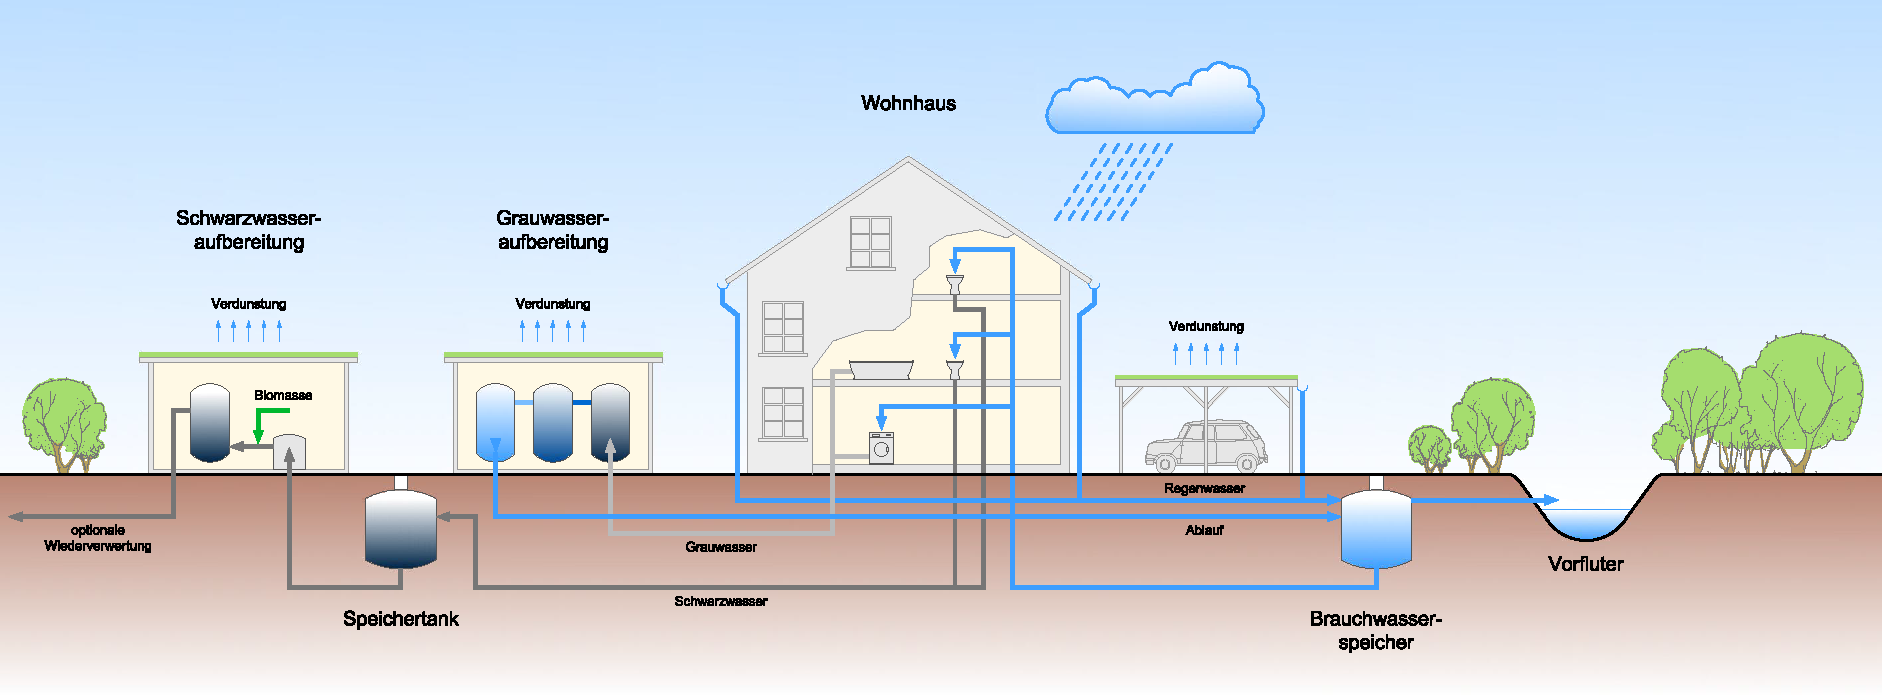 Wohnhaus
Schwarzwasser-
aufbereitung
Grauwasser-
aufbereitung
Verdunstung
Verdunstung
Verdunstung
Biomasse
Regenwasser
optionale
Wiederverwertung
Ablauf
Grauwasser
Vorfluter
Schwarzwasser
Speichertank
Brauchwasser-
speicher